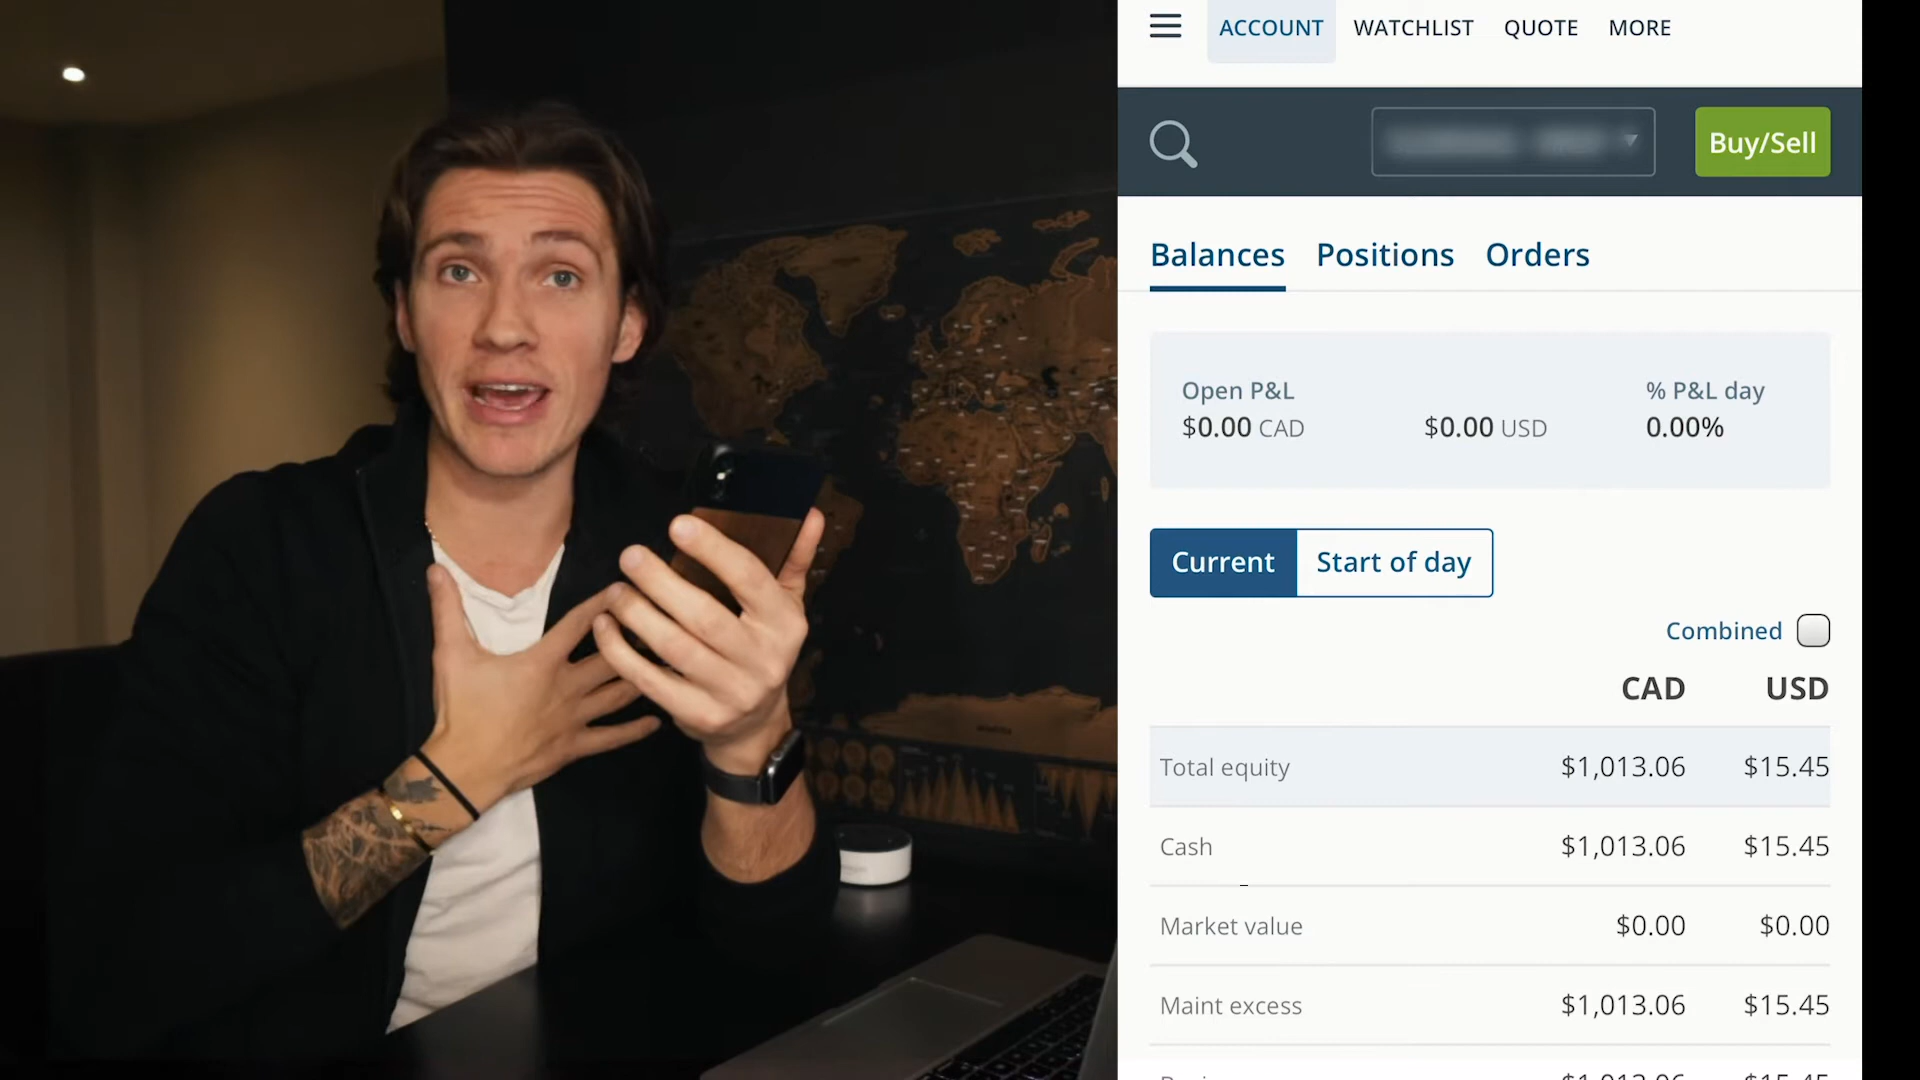 ACCOUNT WATCHLIST QUOTE MORE
Buy/Sell
Balances Positions Orders
Open P&L % P&L day
$0.00 CAD $0.00 USD 0.00%
Current Start of day
Combined
CAD USD
Total equity $1,013.06 $15.45
Cash $1,013.06 $15.45
Market value $0.00 $0.00
Maint excess $1,013.06 $15.45